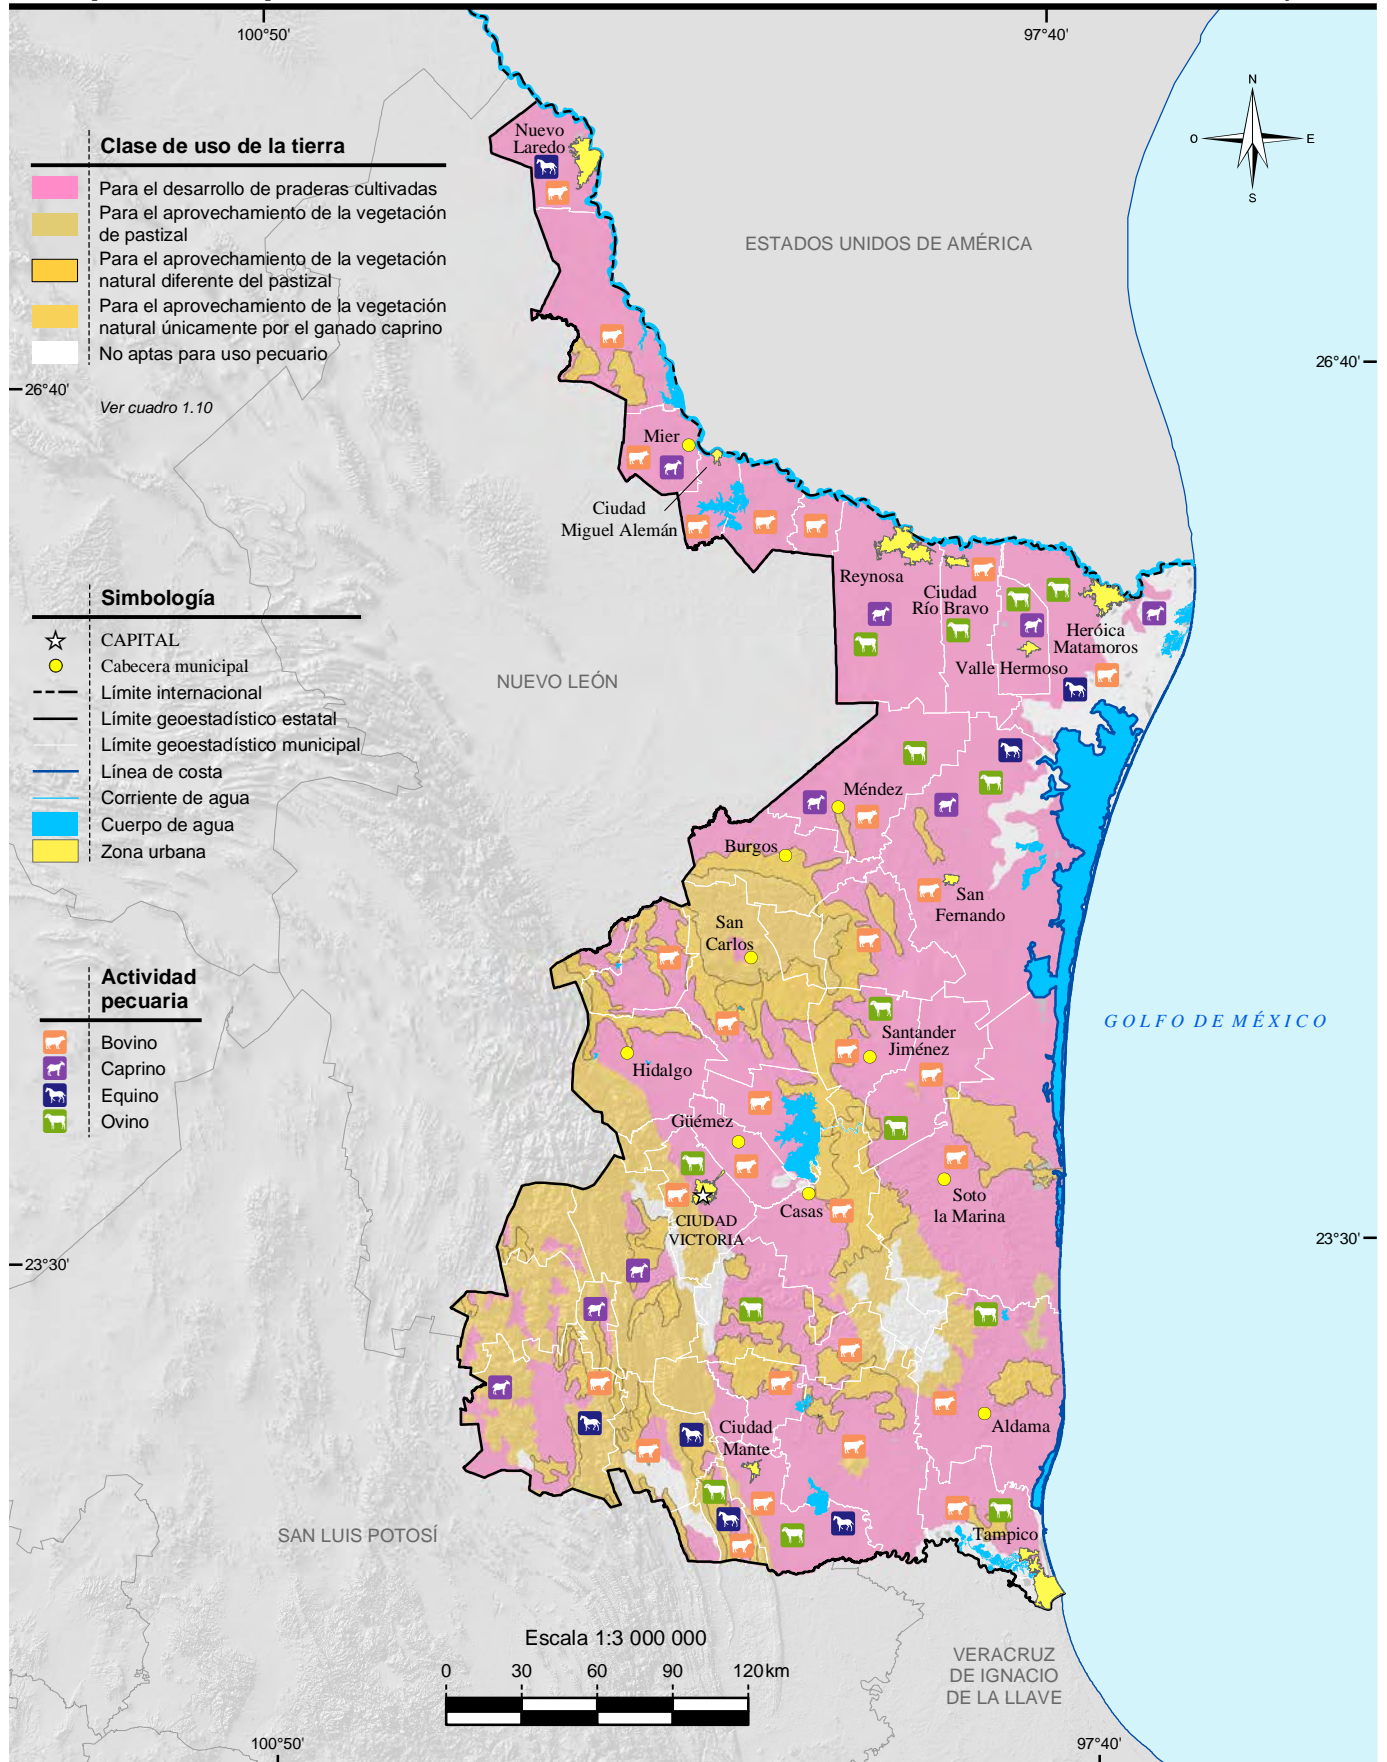 100°50'
97°40'
N
O
E
S
Clase de uso de la tierra
Para el desarrollo de praderas cultivadas
Para el aprovechamiento de la vegetación
de pastizal
Para el aprovechamiento de la vegetación
natural diferente del pastizal
Para el aprovechamiento de la vegetación
natural únicamente por el ganado caprino
No aptas para uso pecuario
Ver cuadro 1.10
26°40'
26°40'
Nuevo
Laredo
ESTADOS UNIDOS DE AMÉRICA
Mier
Ciudad
Miguel Alemán
Reynosa
Ciudad
Río Bravo
Heróica
Matamoros
Valle Hermoso
Simbología
CAPITAL
Cabecera municipal
Límite internacional
Límite geoestadístico estatal
Límite geoestadístico municipal
Línea de costa
Corriente de agua
Cuerpo de agua
Zona urbana
NUEVO LEÓN
Méndez
Burgos
San
Fernando
San
Carlos
Actividad
pecuaria
Bovino
Caprino
Equino
Ovino
GOLFO DE MÉXICO
Santander
Jiménez
Hidalgo
Güémez
Casas
Soto
la Marina
CIUDAD
VICTORIA
23°30'
23°30'
Aldama
Ciudad
Mante
Tampico
SAN LUIS POTOSÍ
Escala 1:3 000 000
0 30 60 90 120 km
VERACRUZ
DE IGNACIO
DE LA LLAVE
100°50'
97°40'